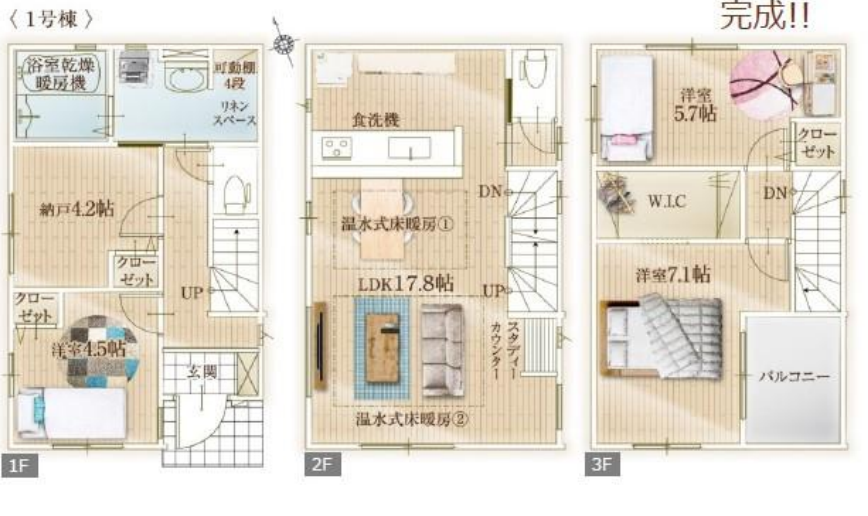 〈 1号棟 〉
完成!!
浴室乾燥
暖房機
可動棚
4段
リネン
スペース
納戸4.2帖
クロー
ゼット
クロー
ゼット
UP
洋室4.5帖
玄関
1F
食洗機
DN
温水式床暖房①
LDK17.8帖
UP
スタディー
カウンター
温水式床暖房②
2F
洋室
5.7帖
クロー
ゼット
W.I.C
DN
洋室7.1帖
バルコニー
3F